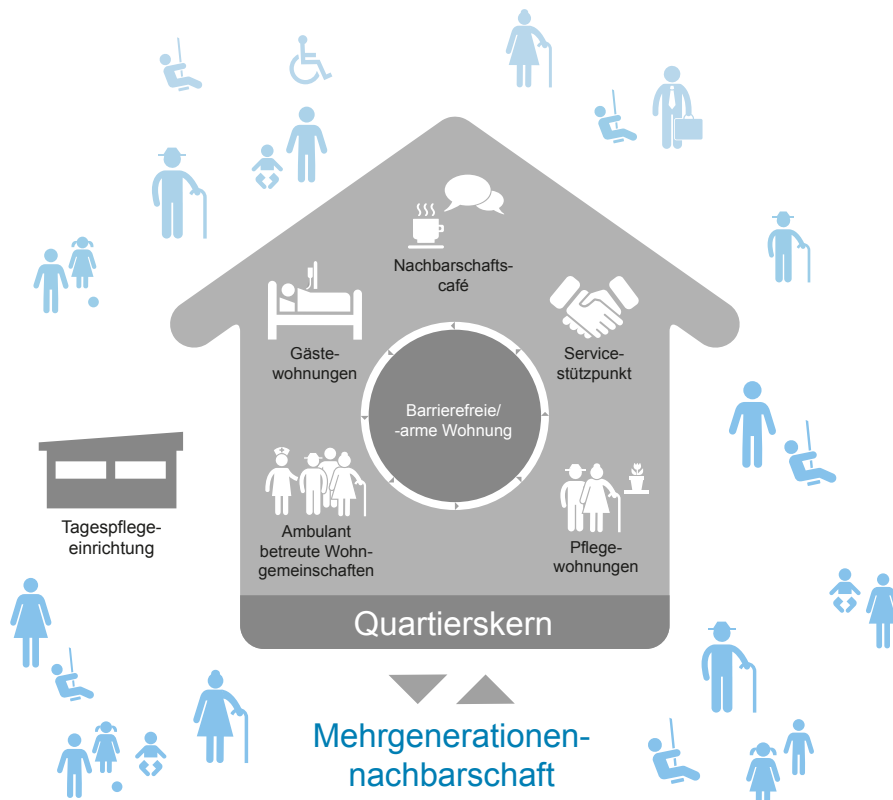 Nachbarschafts-
café
Gäste-
wohnungen
Service-
stützpunkt
Barrierefreie/
-arme Wohnung
Tagespflege-
einrichtung
Ambulant
betreute Wohn-
gemeinschaften
Pflege-
wohnungen
Quartierskern
Mehrgenerationen-
nachbarschaft